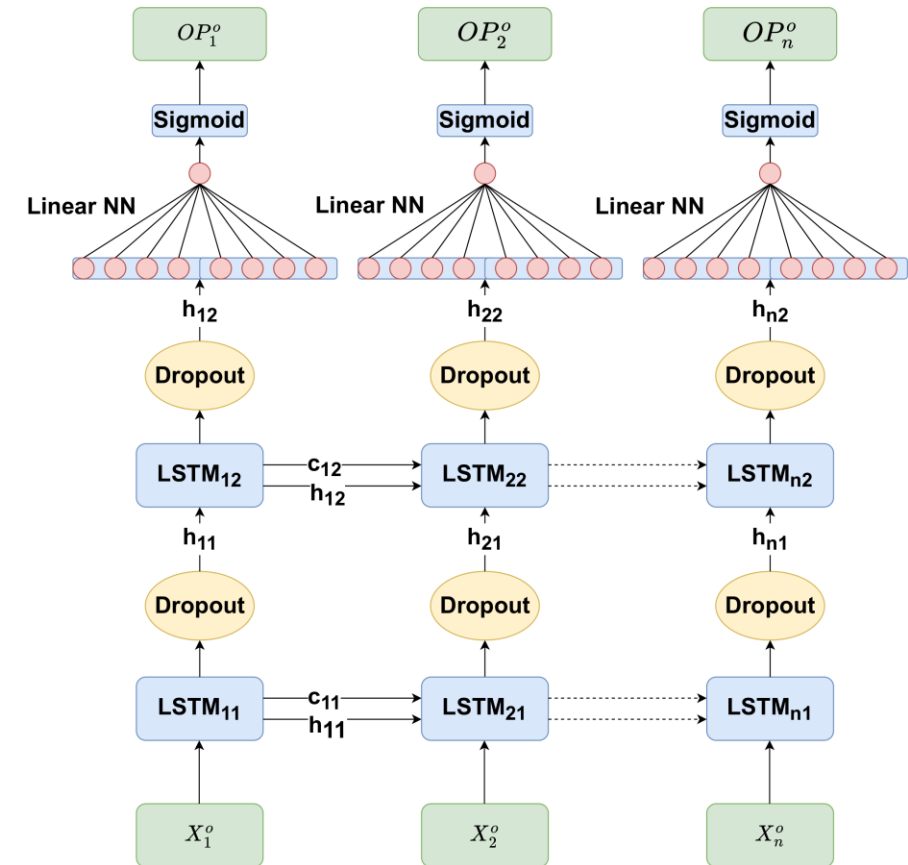 OP₁ᵒ OP₂ᵒ OPₙᵒ
Sigmoid Sigmoid Sigmoid
Linear NN Linear NN Linear NN
h₁₂ h₂₂ hₙ₂
Dropout Dropout Dropout
LSTM₁₂ c₁₂ LSTM₂₂ LSTMₙ₂
h₁₂
h₁₁ h₂₁ hₙ₁
Dropout Dropout Dropout
LSTM₁₁ c₁₁ LSTM₂₁ LSTMₙ₁
h₁₁
X₁ᵒ X₂ᵒ Xₙᵒ